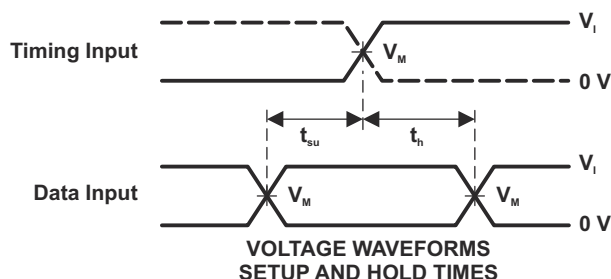 V_I
Timing Input
V_M
0 V
t_su
t_h
V_I
Data Input
V_M
V_M
0 V
VOLTAGE WAVEFORMS
SETUP AND HOLD TIMES